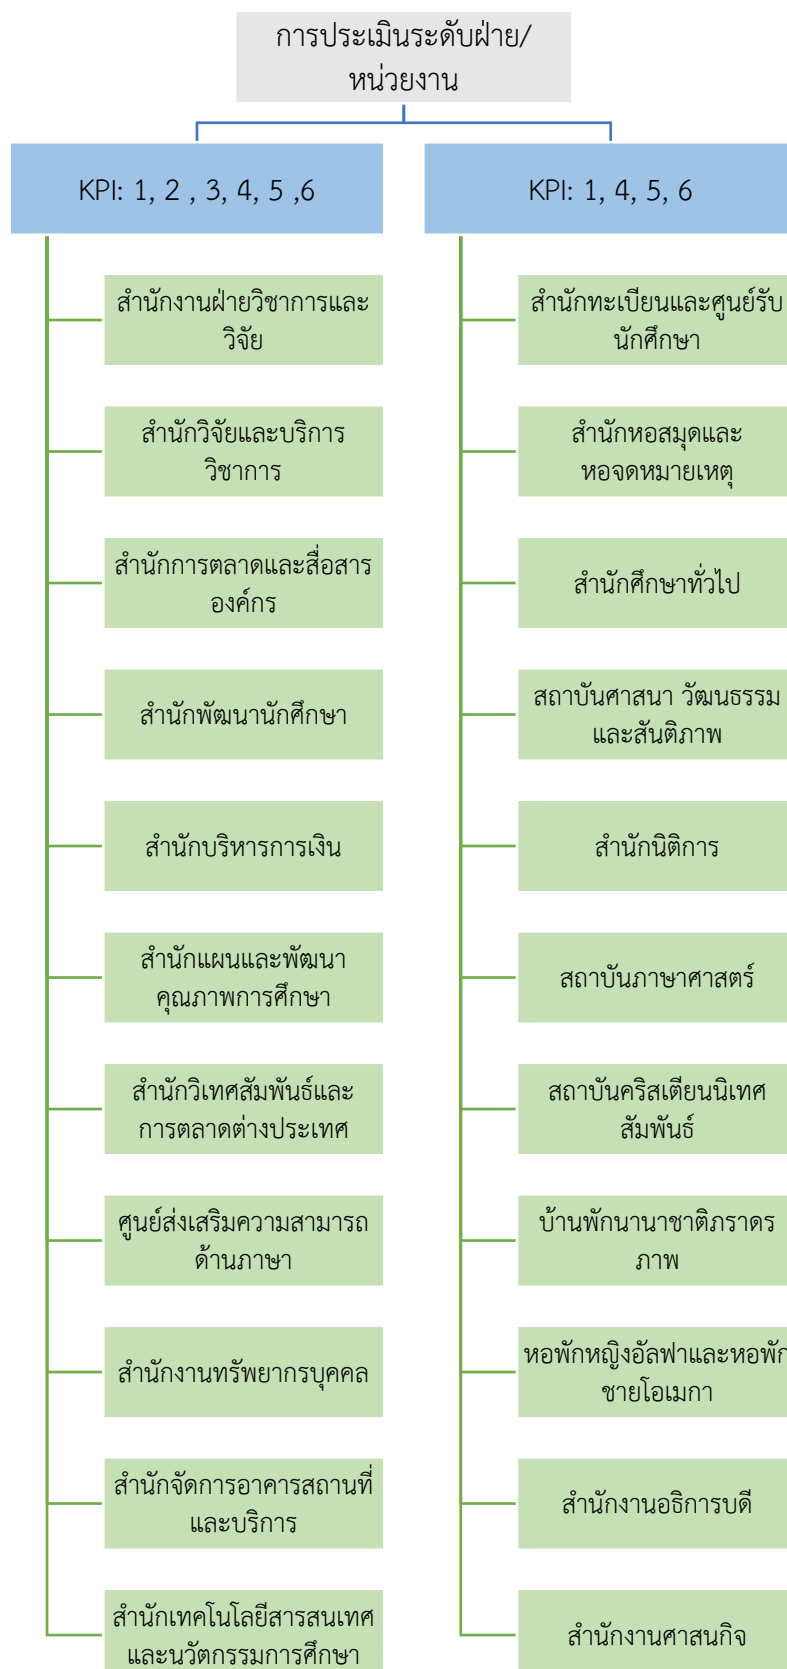 การประเมินระดับฝ่าย/
หน่วยงาน
KPI: 1, 2 , 3, 4, 5 ,6
สำนักงานฝ่ายวิชาการและ
วิจัย
สำนักวิจัยและบริการ
วิชาการ
สำนักการตลาดและสื่อสาร
องค์กร
สำนักพัฒนานักศึกษา
สำนักบริหารการเงิน
สำนักแผนและพัฒนา
คุณภาพการศึกษา
สำนักวิเทศสัมพันธ์และ
การตลาดต่างประเทศ
ศูนย์ส่งเสริมความสามารถ
ด้านภาษา
สำนักงานทรัพยากรบุคคล
สำนักจัดการอาคารสถานที่
และบริการ
สำนักเทคโนโลยีสารสนเทศ
และนวัตกรรมการศึกษา
KPI: 1, 4, 5, 6
สำนักทะเบียนและศูนย์รับ
นักศึกษา
สำนักหอสมุดและ
หอจดหมายเหตุ
สำนักศึกษาทั่วไป
สถาบันศาสนา วัฒนธรรม
และสันติภาพ
สำนักนิติการ
สถาบันภาษาศาสตร์
สถาบันคริสเตียนนิเทศ
สัมพันธ์
บ้านพักนานาชาติภราดร
ภาพ
หอพักหญิงอัลฟาและหอพัก
ชายโอเมกา
สำนักงานอธิการบดี
สำนักงานศาสนกิจ